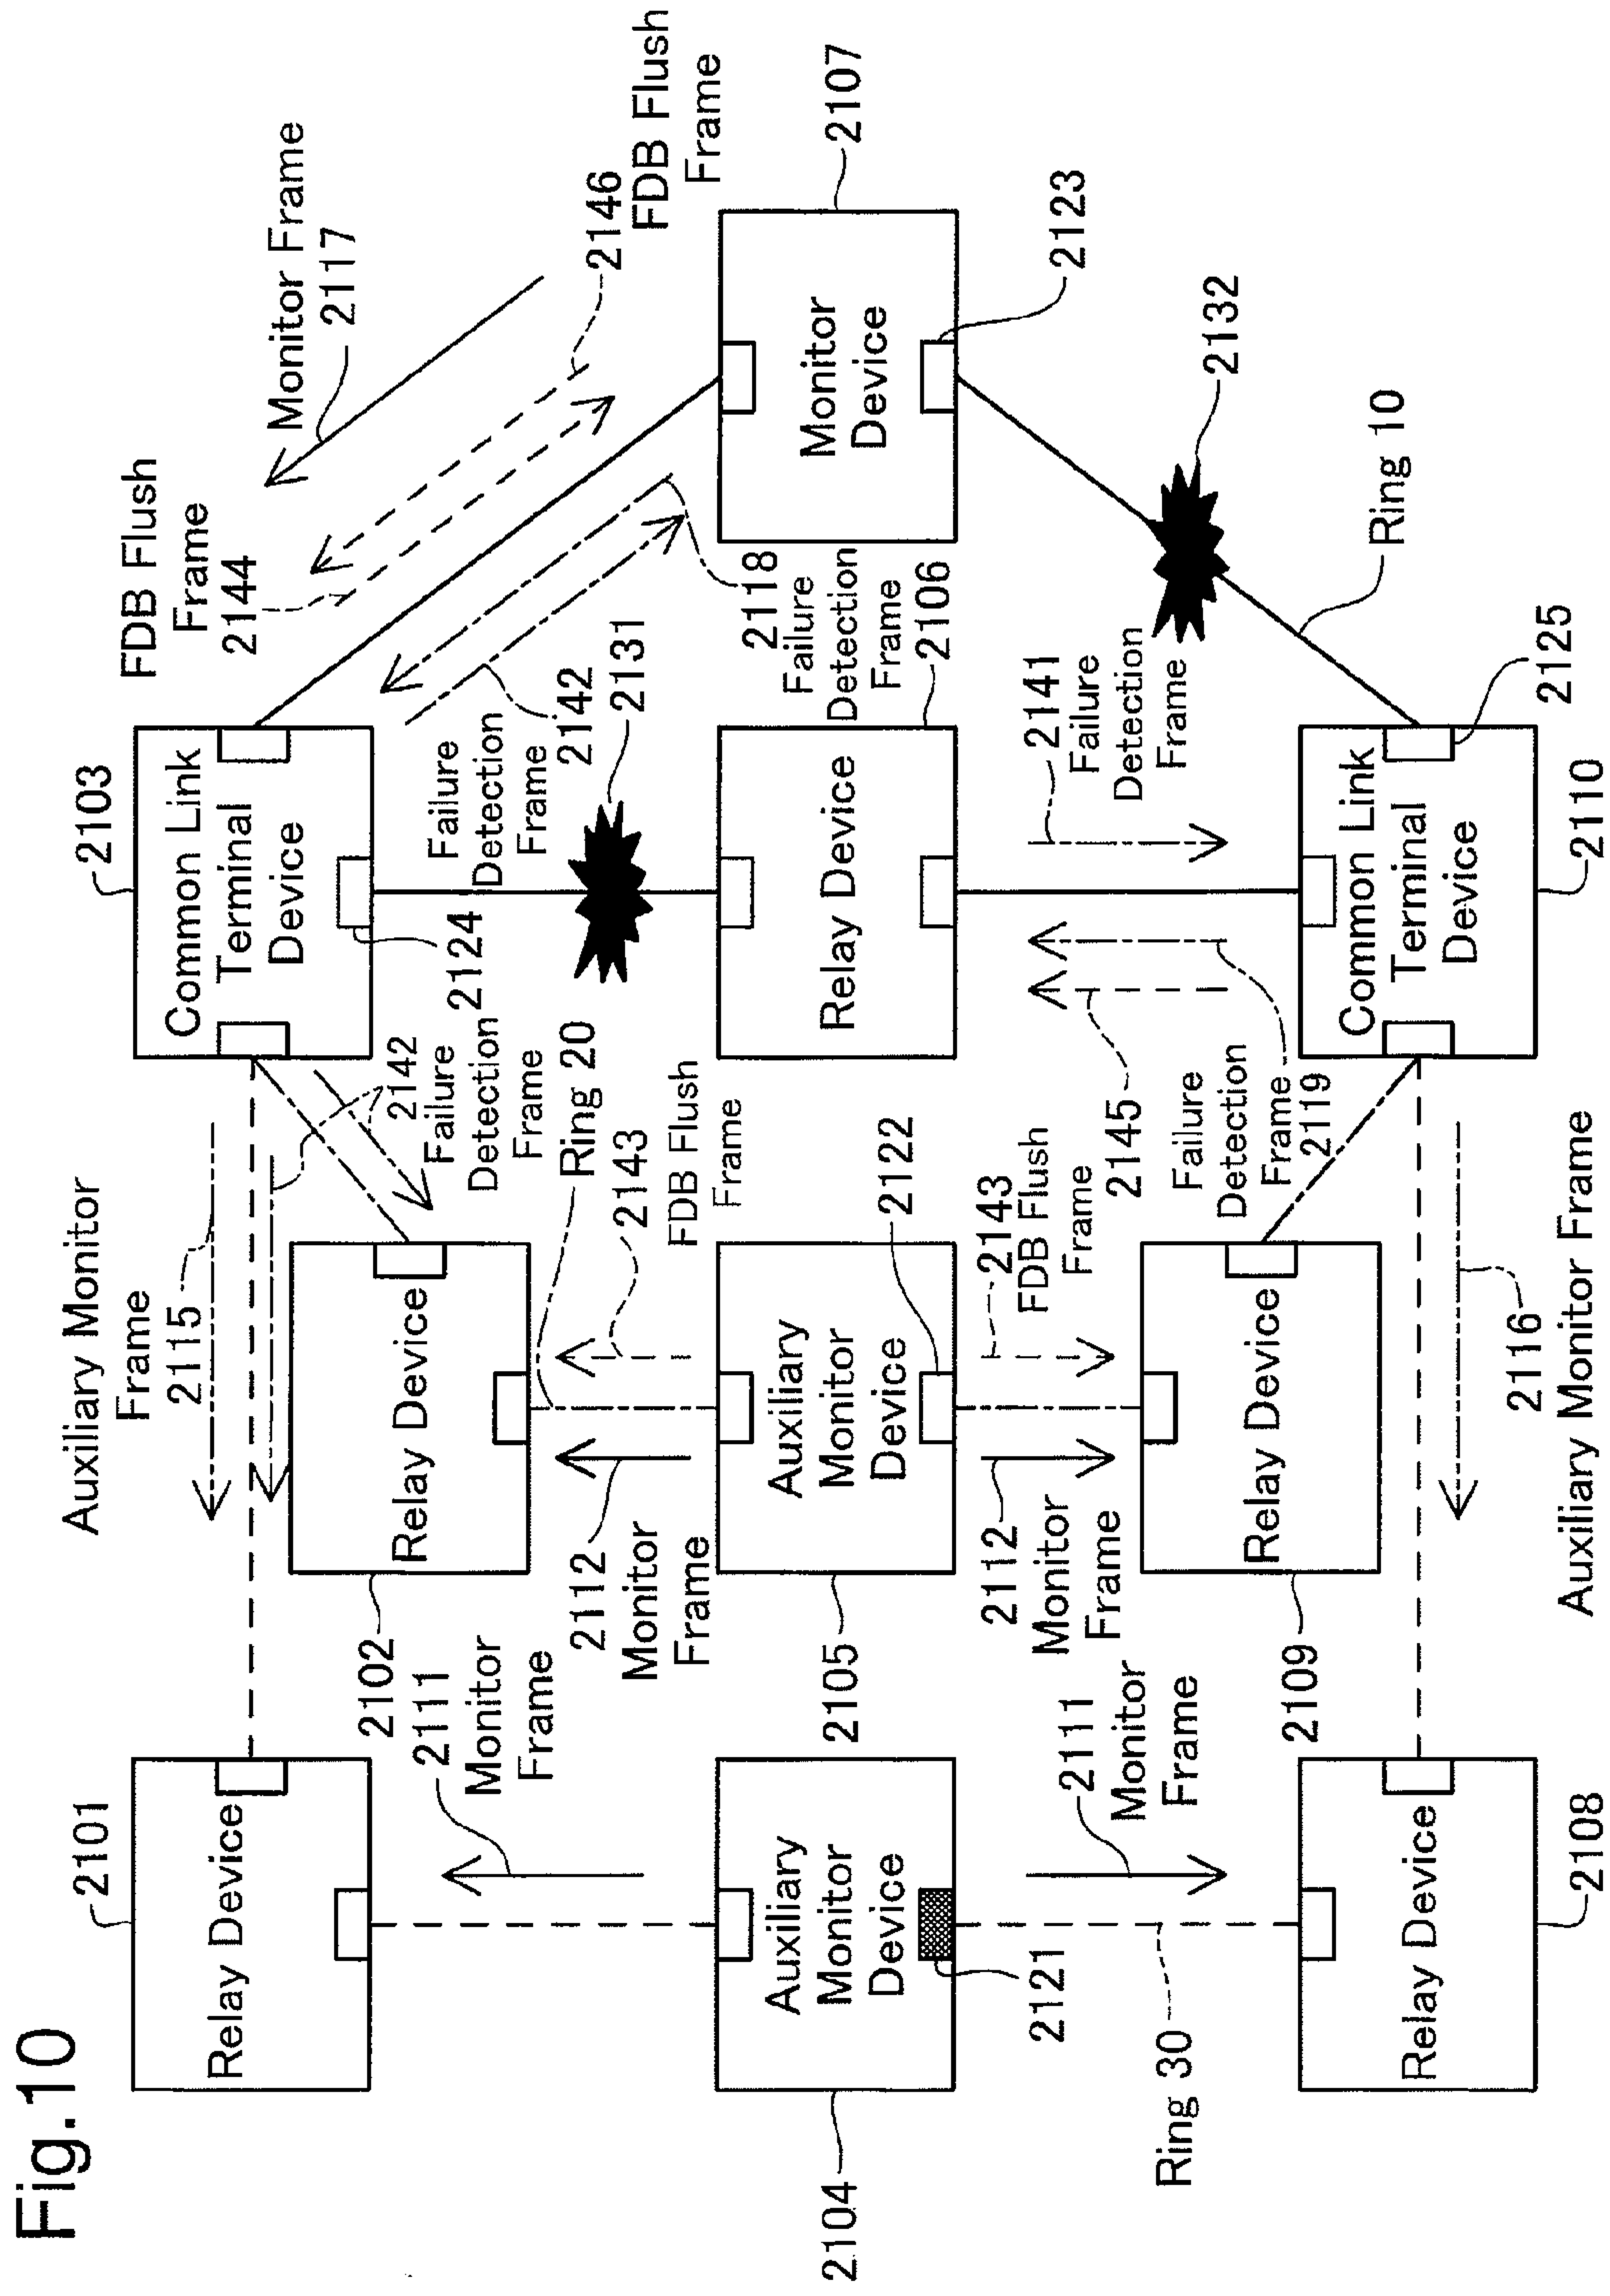 Fig.10
2101
Relay Device
Auxiliary Monitor
Frame
2115
2103
Common Link
Terminal
Device
FDB Flush
Frame
2144
Monitor Frame
2117
2146
FDB Flush
Frame
2142
Failure
Detection
Frame
2124
2102
Relay Device
Ring 20
2143
FDB Flush
Frame
Failure
Detection
Frame
2142
2131
2118
Failure
Detection
Frame
2111
Monitor
Frame
2112
Monitor
Frame
2104
Auxiliary
Monitor
Device
2121
2105
Auxiliary
Monitor
Device
2122
2106
Relay Device
2107
Monitor
Device
2123
2111
Monitor
Frame
2112
Monitor
Frame
2143
FDB Flush
Frame
2145
Failure
Detection
Frame
2119
2141
Failure
Detection
Frame
2132
Ring 10
Ring 30
2109
Relay Device
2108
Relay Device
2116
Auxiliary Monitor Frame
2110
Common Link
Terminal
Device
2125